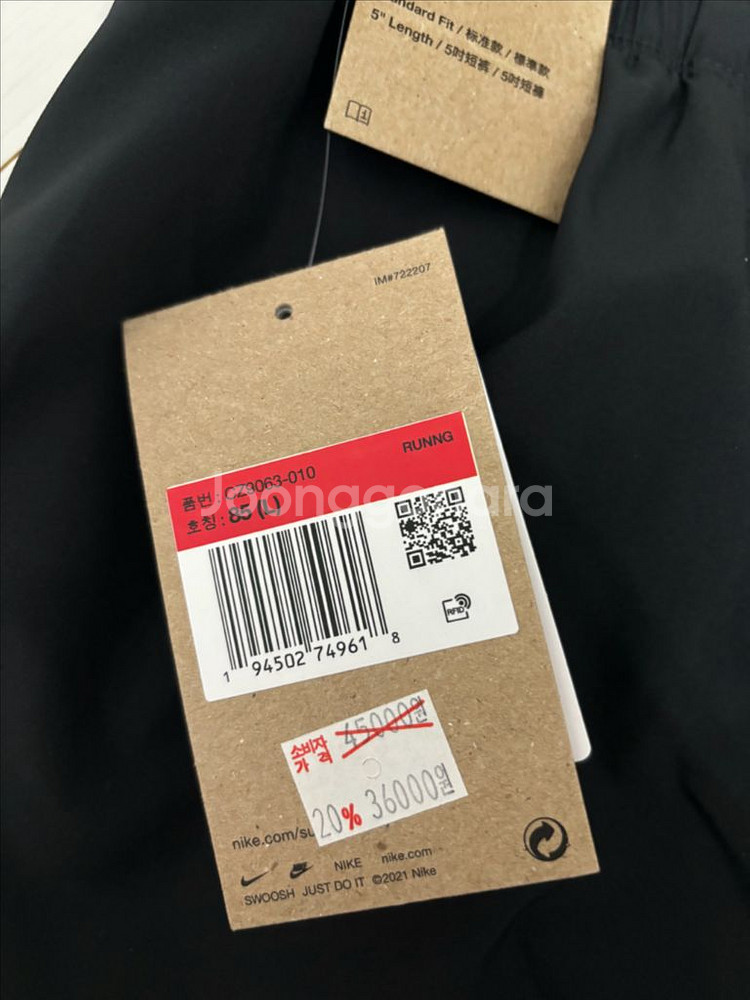 Standard Fit / 标准款 / 標準款
5" Length / 5吋短裤 / 5吋短褲
IM#722207
RUNNG
품번 : CZ9063-010
호칭 : 85 (L)
Joonggonara
RFID
1 94502 74961 8
소비자
가 격
45000원
20% 36000원
nike.com/su
NIKE nike.com
SWOOSH JUST DO IT ©2021 Nike